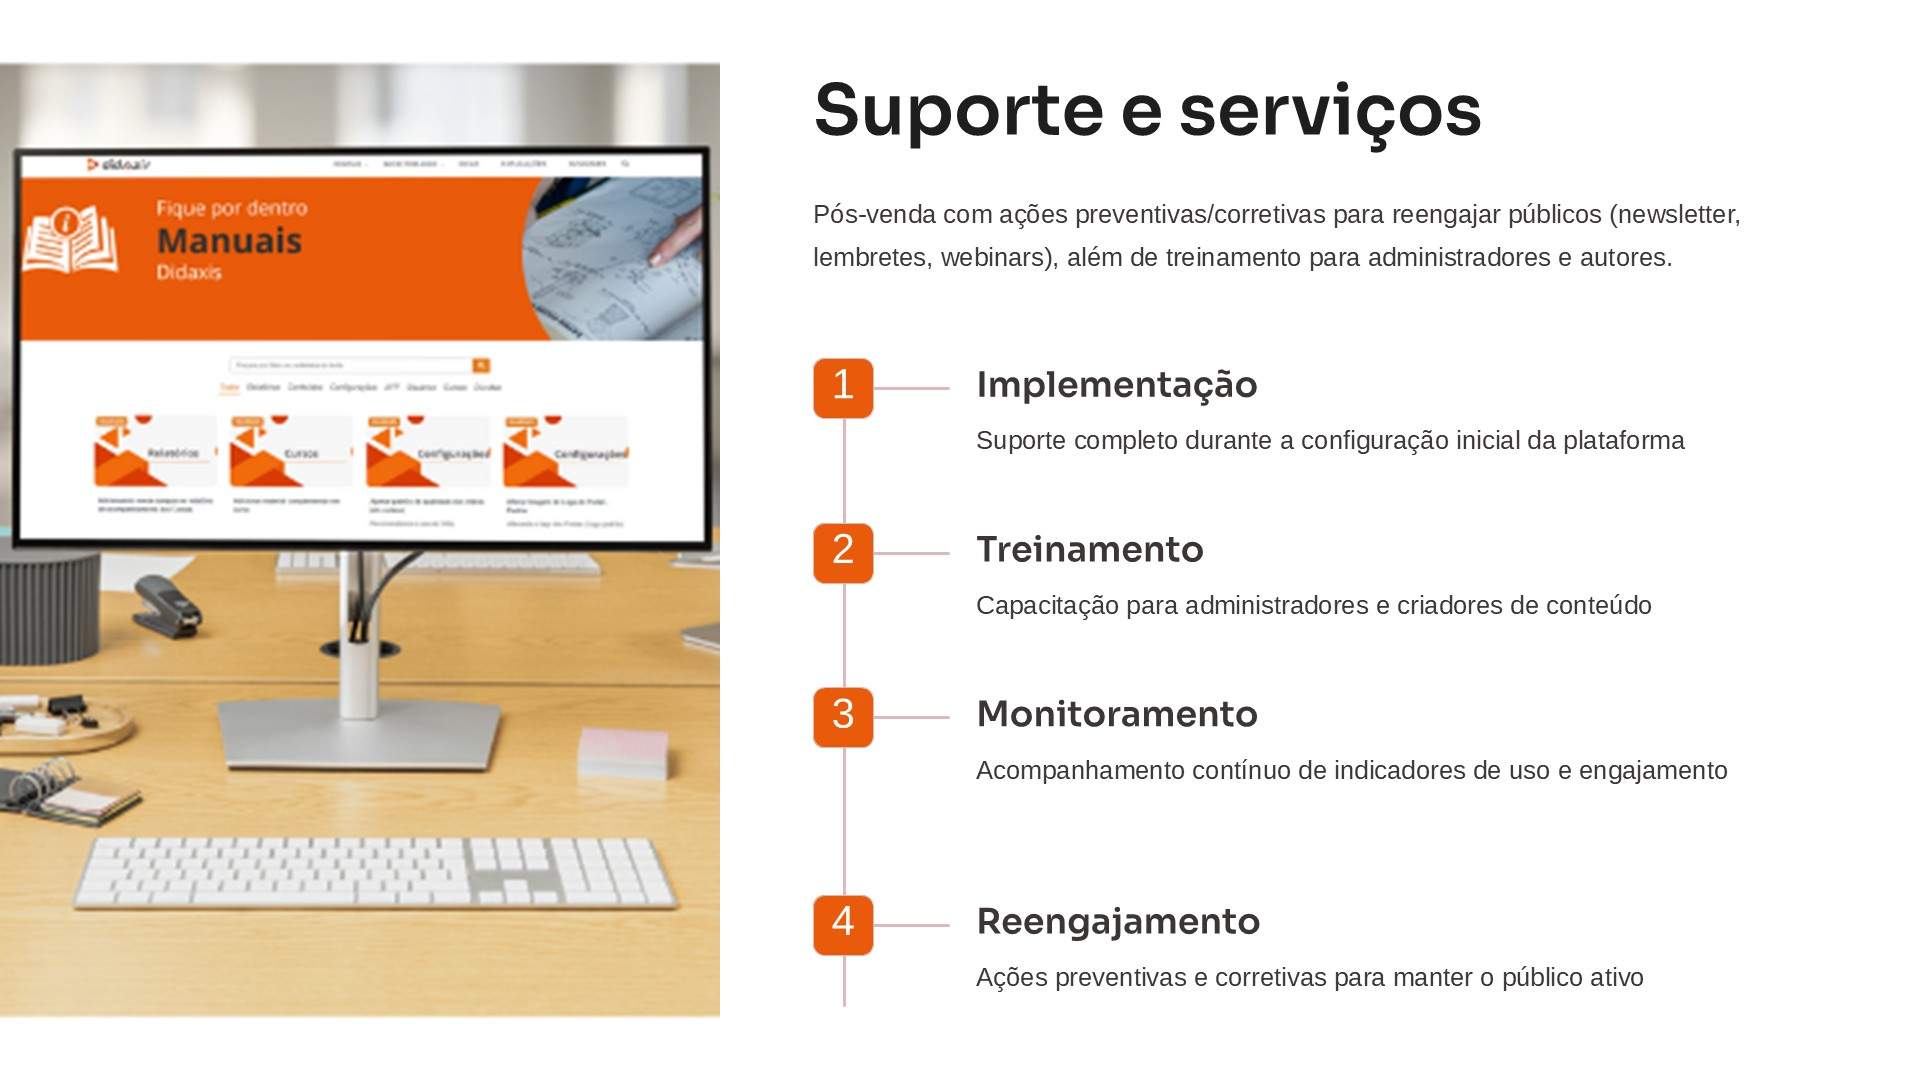 didaxis
Fique por dentro
Manuais
Didaxis
Relatórios
Cursos
Configurações
Configurações
Suporte e serviços
Pós-venda com ações preventivas/corretivas para reengajar públicos (newsletter,
lembretes, webinars), além de treinamento para administradores e autores.
1
Implementação
Suporte completo durante a configuração inicial da plataforma
2
Treinamento
Capacitação para administradores e criadores de conteúdo
3
Monitoramento
Acompanhamento contínuo de indicadores de uso e engajamento
4
Reengajamento
Ações preventivas e corretivas para manter o público ativo